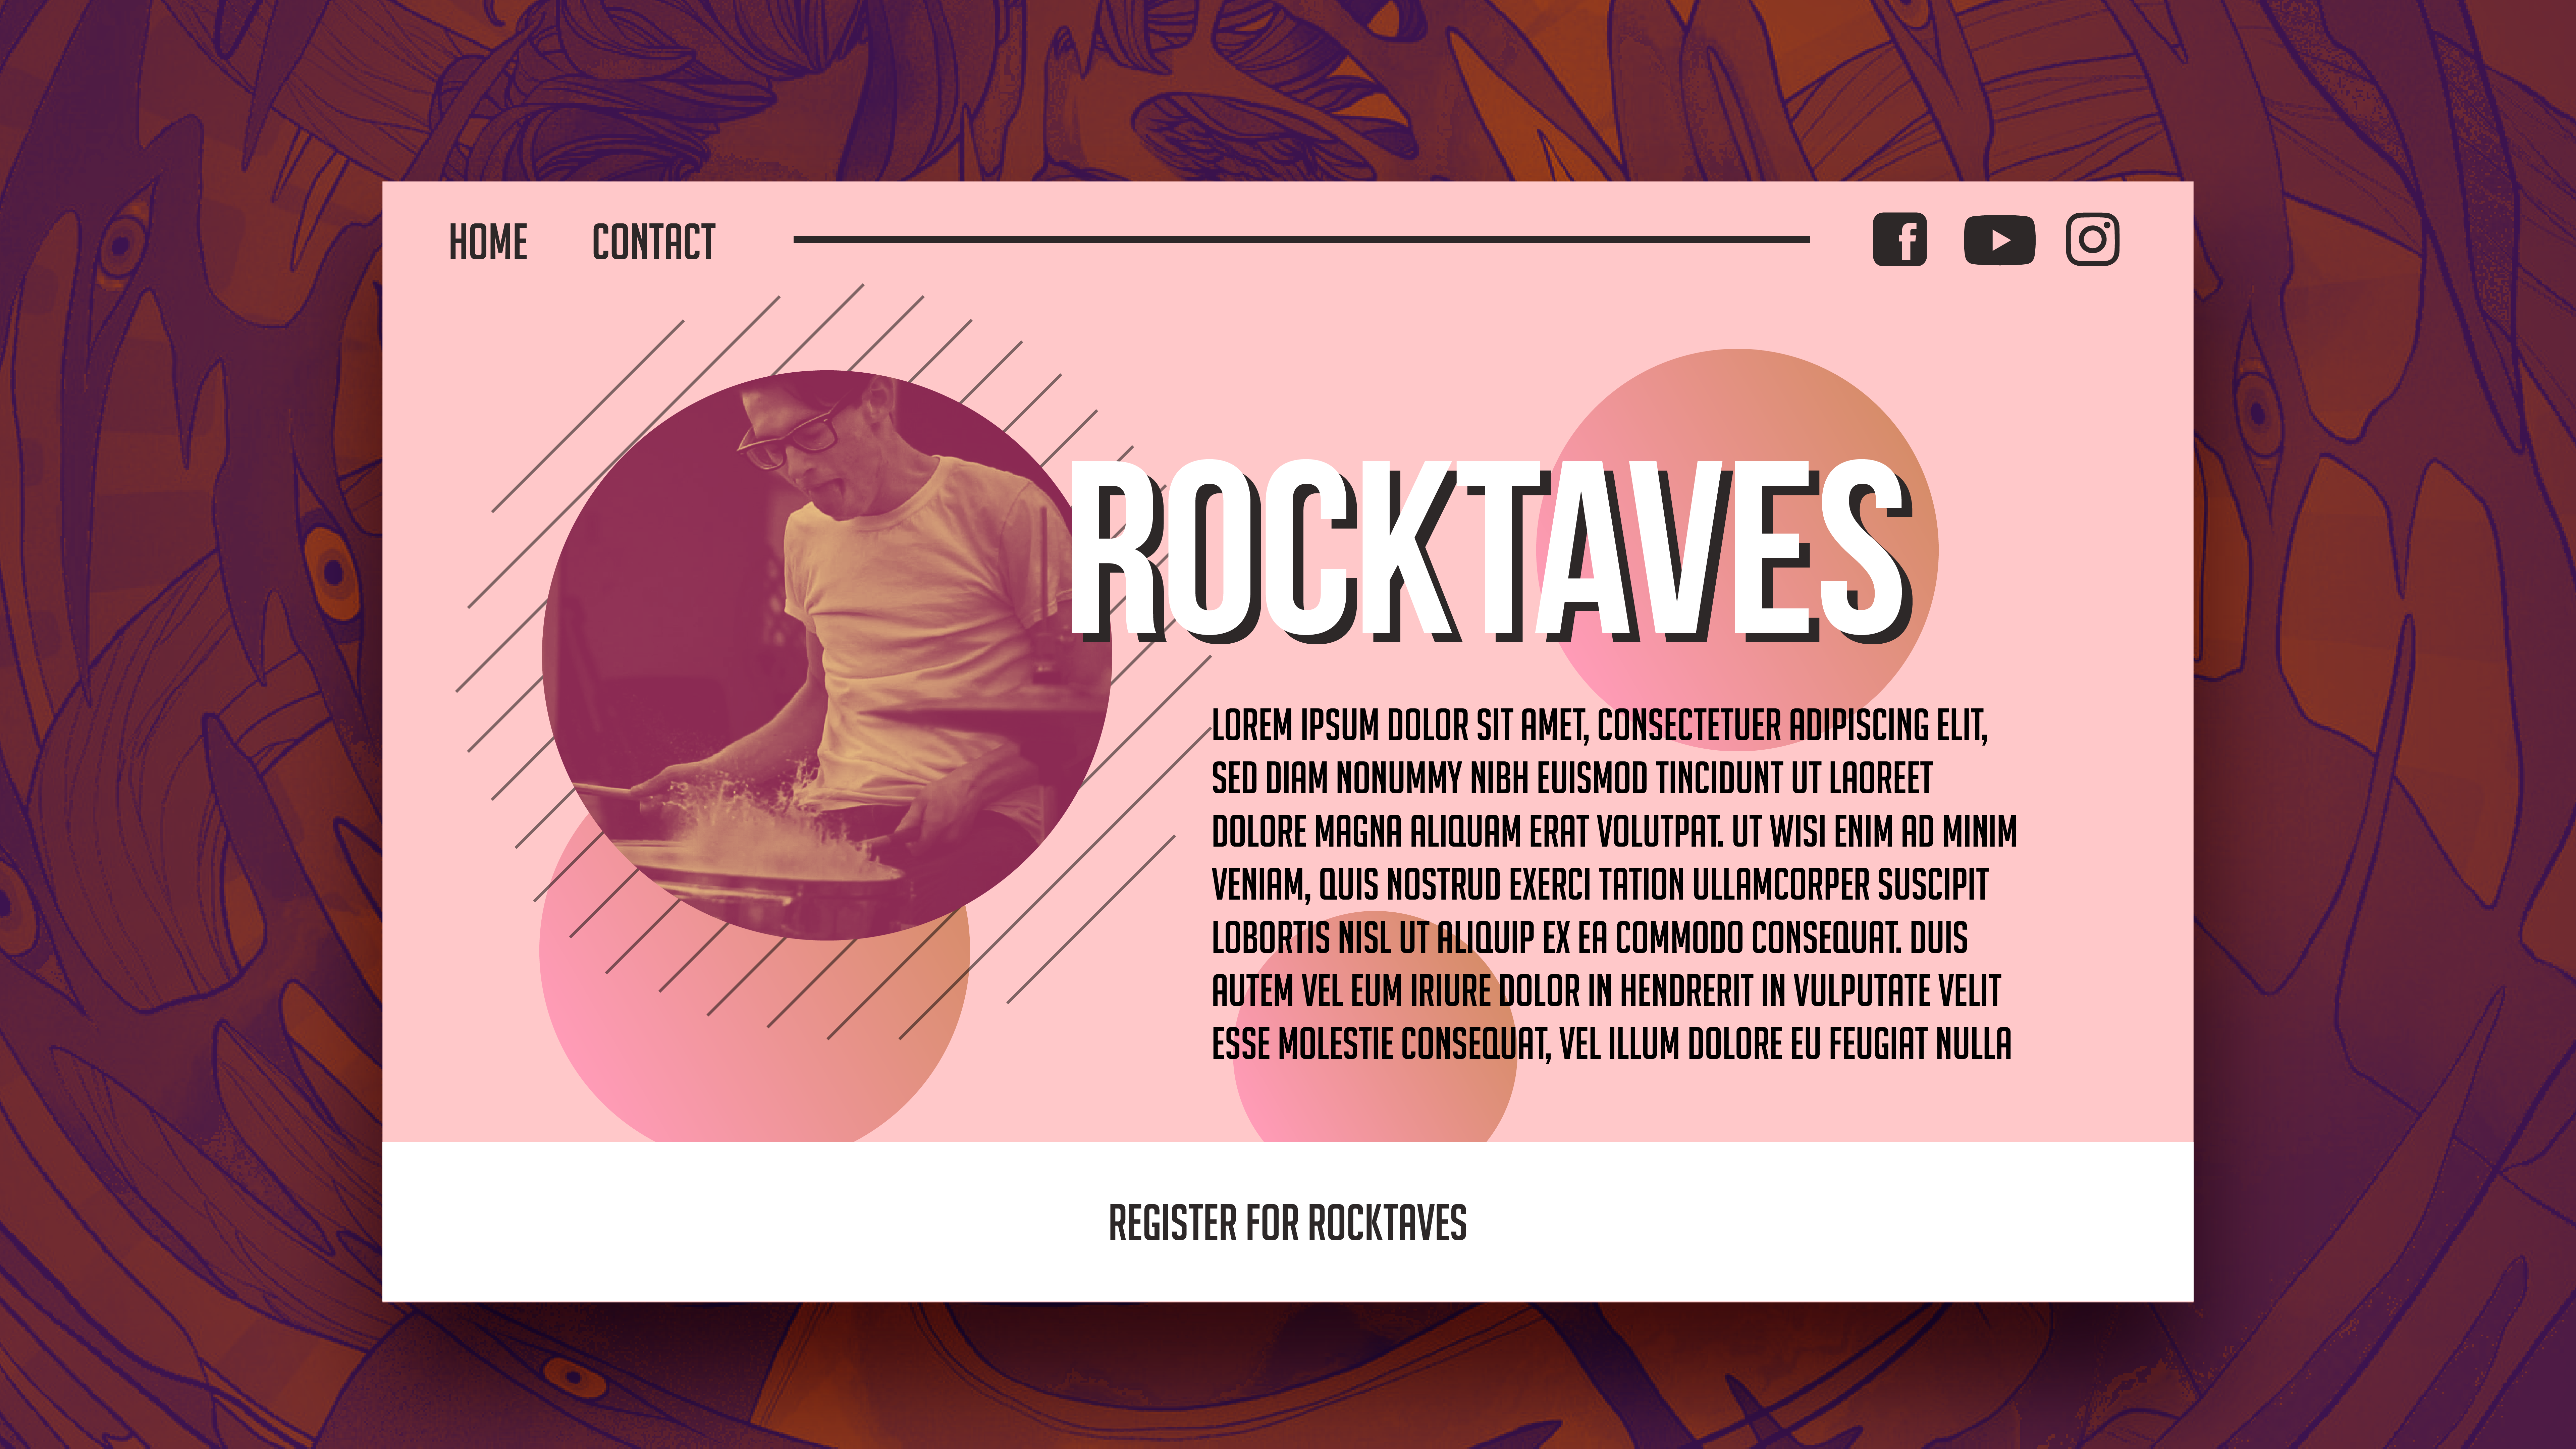 HOME CONTACT
ROCKTAVES
LOREM IPSUM DOLOR SIT AMET, CONSECTETUER ADIPISCING ELIT,
SED DIAM NONUMMY NIBH EUISMOD TINCIDUNT UT LAOREET
DOLORE MAGNA ALIQUAM ERAT VOLUTPAT. UT WISI ENIM AD MINIM
VENIAM, QUIS NOSTRUD EXERCI TATION ULLAMCORPER SUSCIPIT
LOBORTIS NISL UT ALIQUIP EX EA COMMODO CONSEQUAT. DUIS
AUTEM VEL EUM IRIURE DOLOR IN HENDRERIT IN VULPUTATE VELIT
ESSE MOLESTIE CONSEQUAT, VEL ILLUM DOLORE EU FEUGIAT NULLA
REGISTER FOR ROCKTAVES